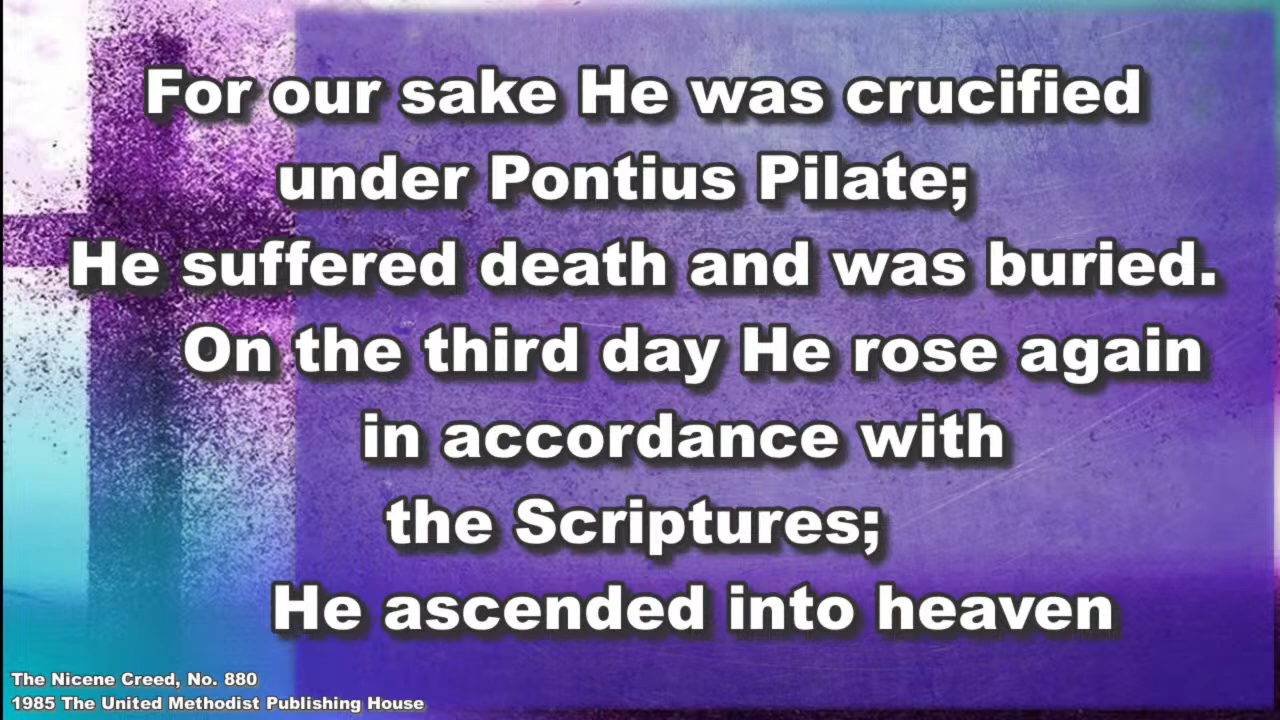 For our sake He was crucified
under Pontius Pilate;
He suffered death and was buried.
On the third day He rose again
in accordance with
the Scriptures;
He ascended into heaven
The Nicene Creed, No. 880
1985 The United Methodist Publishing House